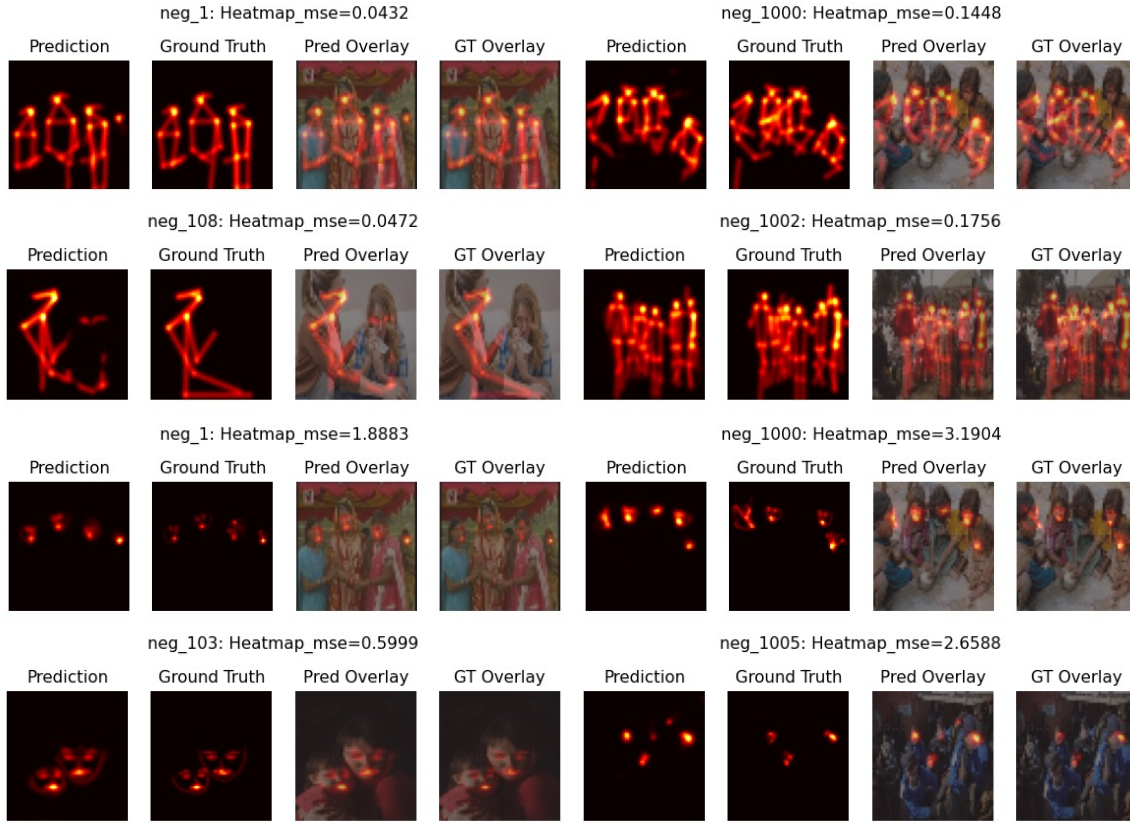 neg_1: Heatmap_mse=0.0432
neg_1000: Heatmap_mse=0.1448
Prediction Ground Truth Pred Overlay GT Overlay Prediction Ground Truth Pred Overlay GT Overlay
neg_108: Heatmap_mse=0.0472
neg_1002: Heatmap_mse=0.1756
Prediction Ground Truth Pred Overlay GT Overlay Prediction Ground Truth Pred Overlay GT Overlay
neg_1: Heatmap_mse=1.8883
neg_1000: Heatmap_mse=3.1904
Prediction Ground Truth Pred Overlay GT Overlay Prediction Ground Truth Pred Overlay GT Overlay
neg_103: Heatmap_mse=0.5999
neg_1005: Heatmap_mse=2.6588
Prediction Ground Truth Pred Overlay GT Overlay Prediction Ground Truth Pred Overlay GT Overlay